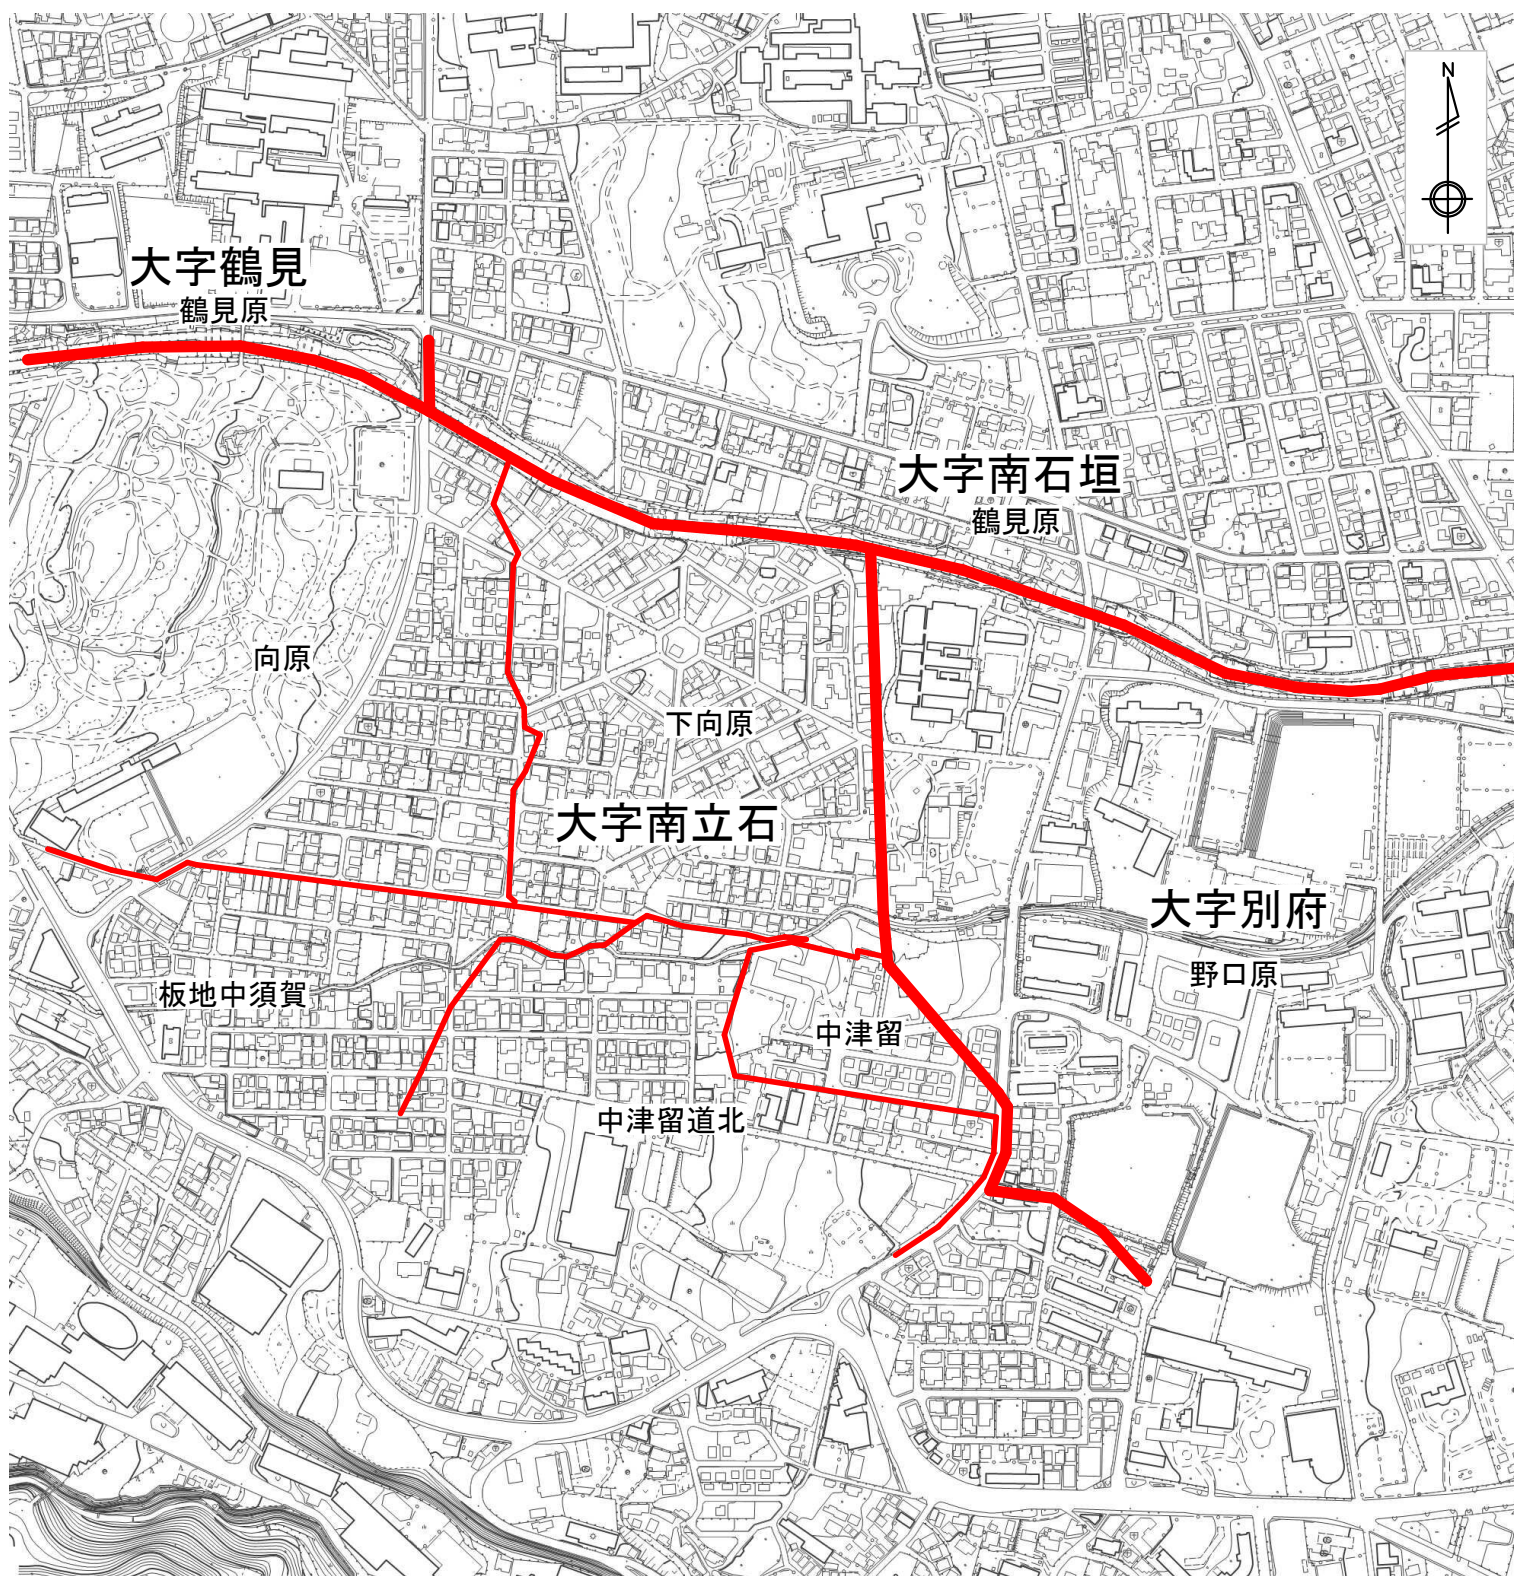 N
大字鶴見
鶴見原
大字南石垣
鶴見原
向原
下向原
大字南立石
大字別府
野口原
板地中須賀
中津留
中津留道北